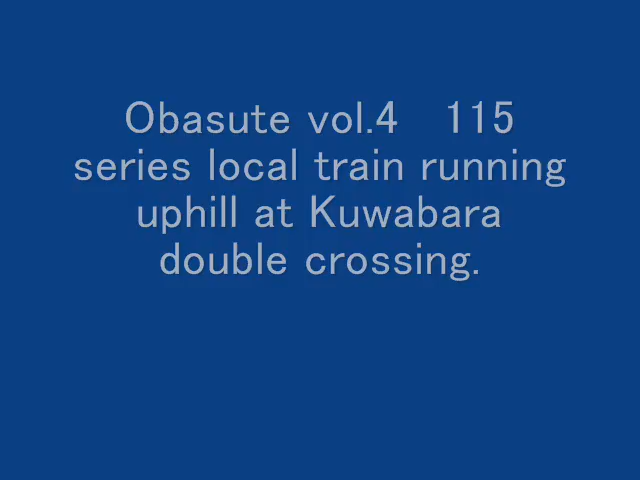 Obasute vol.4　115
series local train running
uphill at Kuwabara
double crossing.